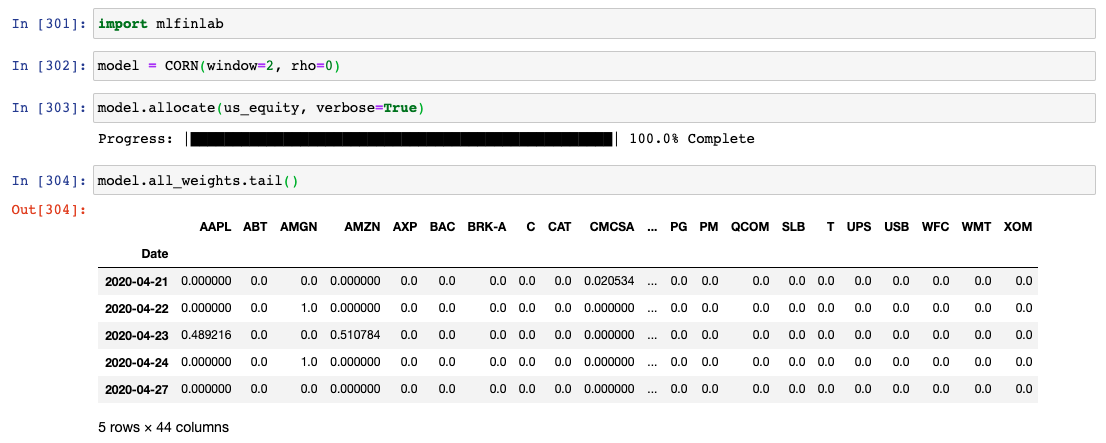 In [301]: import mlfinlab
In [302]: model = CORN(window=2, rho=0)
In [303]: model.allocate(us_equity, verbose=True)
Progress: |██████████████████████████████████████████████████| 100.0% Complete
In [304]: model.all_weights.tail()
Out[304]:
AAPL ABT AMGN AMZN AXP BAC BRK-A C CAT CMCSA ... PG PM QCOM SLB T UPS USB WFC WMT XOM
Date
2020-04-21 0.000000 0.0 0.0 0.000000 0.0 0.0 0.0 0.0 0.0 0.020534 ... 0.0 0.0 0.0 0.0 0.0 0.0 0.0 0.0 0.0 0.0
2020-04-22 0.000000 0.0 1.0 0.000000 0.0 0.0 0.0 0.0 0.0 0.000000 ... 0.0 0.0 0.0 0.0 0.0 0.0 0.0 0.0 0.0 0.0
2020-04-23 0.489216 0.0 0.0 0.510784 0.0 0.0 0.0 0.0 0.0 0.000000 ... 0.0 0.0 0.0 0.0 0.0 0.0 0.0 0.0 0.0 0.0
2020-04-24 0.000000 0.0 1.0 0.000000 0.0 0.0 0.0 0.0 0.0 0.000000 ... 0.0 0.0 0.0 0.0 0.0 0.0 0.0 0.0 0.0 0.0
2020-04-27 0.000000 0.0 0.0 0.000000 0.0 0.0 0.0 0.0 0.0 0.000000 ... 0.0 0.0 0.0 0.0 0.0 0.0 0.0 0.0 0.0 0.0
5 rows × 44 columns